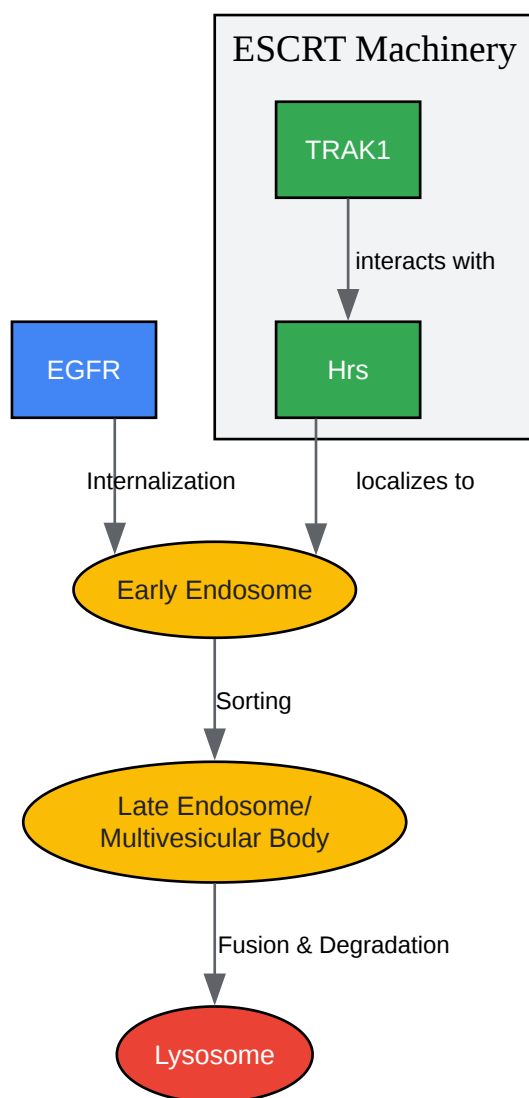 ESCRT Machinery
TRAK1
interacts with
EGFR
Hrs
Internalization
localizes to
Early Endosome
Sorting
Late Endosome/
Multivesicular Body
Fusion & Degradation
Lysosome